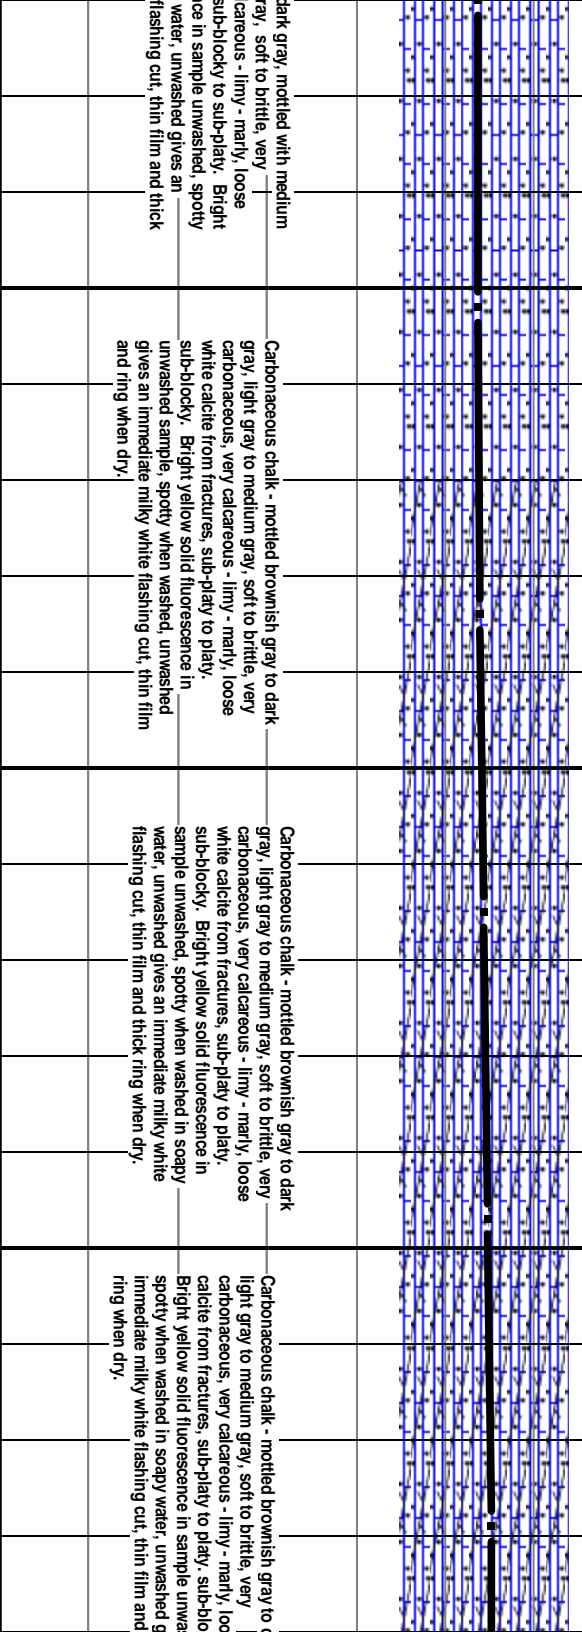 dark gray, mottled with medium
ray, soft to brittle, very
careous - limy - marly, loose
sub-blocky to sub-platy.  Bright
ce in sample unwashed, spotty
water, unwashed gives an
flashing cut, thin film and thick
Carbonaceous chalk - mottled brownish gray to dark
gray, light gray to medium gray, soft to brittle, very
carbonaceous, very calcareous - limy - marly, loose
white calcite from fractures, sub-platy to platy.
sub-blocky.  Bright yellow solid fluorescence in
unwashed sample, spotty when washed, unwashed
gives an immediate milky white flashing cut, thin film
and ring when dry.
Carbonaceous chalk - mottled brownish gray to dark
gray, light gray to medium gray, soft to brittle, very
carbonaceous, very calcareous - limy - marly, loose
white calcite from fractures, sub-platy to platy.
sub-blocky.  Bright yellow solid fluorescence in
sample unwashed, spotty when washed in soapy
water, unwashed gives an immediate milky white
flashing cut, thin film and thick ring when dry.
Carbonaceous chalk - mottled brownish gray to
light gray to medium gray, soft to brittle, very
carbonaceous, very calcareous - limy - marly, loo
calcite from fractures, sub-platy to platy. sub-blo
Bright yellow solid fluorescence in sample unwas
spotty when washed in soapy water, unwashed g
immediate milky white flashing cut, thin film and
ring when dry.